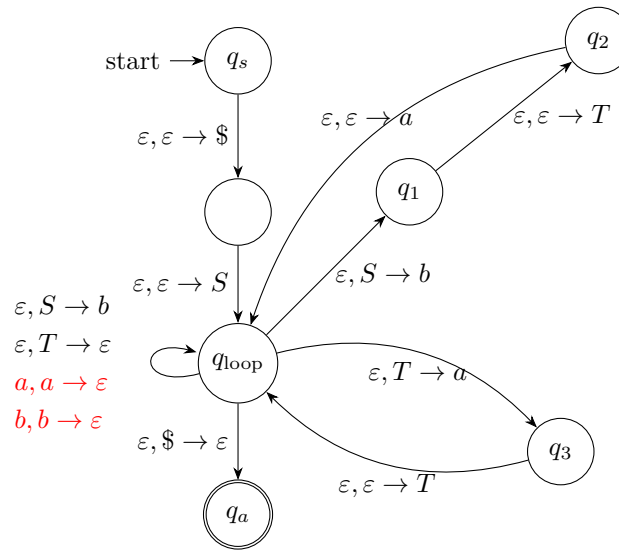 q_2
start
q_s
ε, ε → a
ε, ε → T
ε, ε → $
q_1
ε, ε → S
ε, S → b
ε, S → b
ε, T → ε
q_loop
ε, T → a
a, a → ε
b, b → ε
ε, $ → ε
q_3
ε, ε → T
q_a